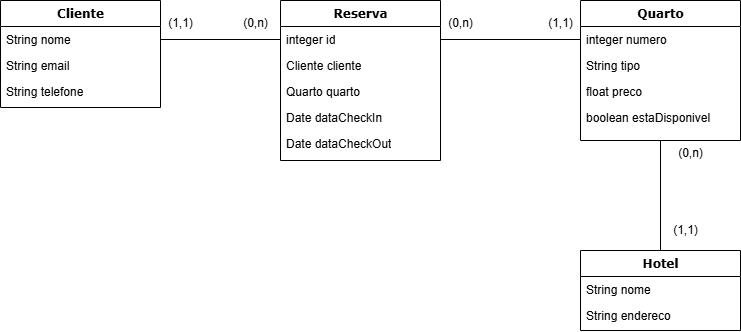 Cliente
String nome
String email
String telefone
(1,1)
(0,n)
Reserva
integer id
Cliente cliente
Quarto quarto
Date dataCheckIn
Date dataCheckOut
(0,n)
(1,1)
Quarto
integer numero
String tipo
float preco
boolean estaDisponivel
(0,n)
(1,1)
Hotel
String nome
String endereco